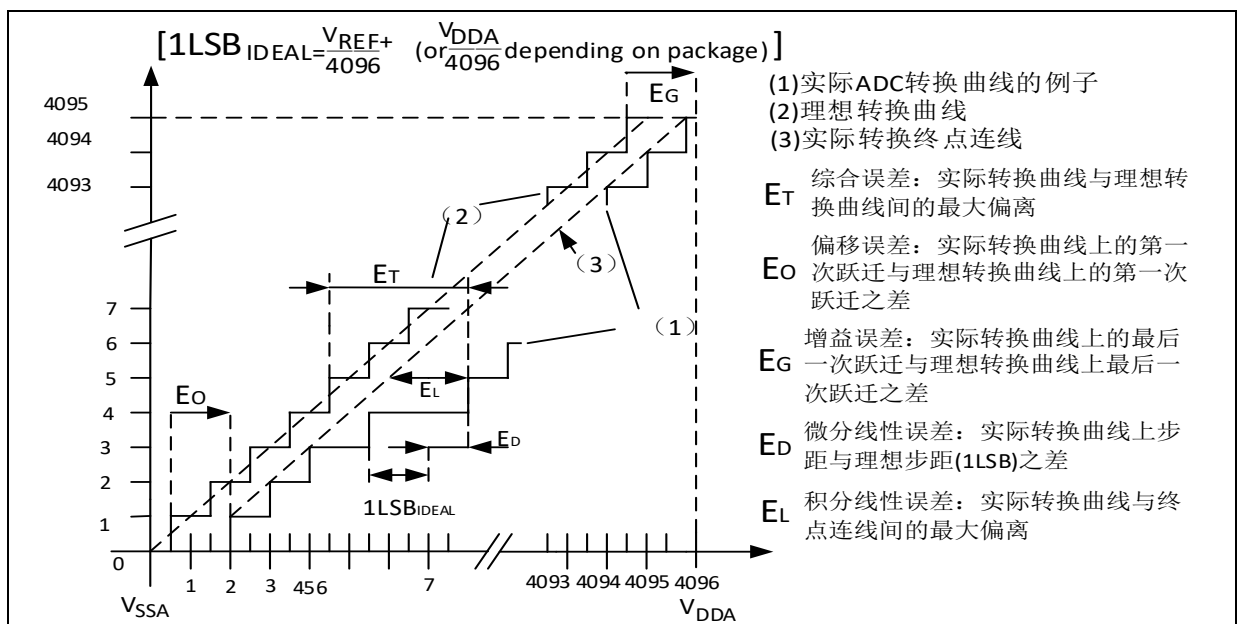 [1LSB IDEAL= VREF+/4096 (or VDDA/4096 depending on package)]
EG
(1)实际ADC转换曲线的例子
(2)理想转换曲线
(3)实际转换终点连线
ET 综合误差：实际转换曲线与理想转
换曲线间的最大偏离
EO 偏移误差：实际转换曲线上的第一
次跃迁与理想转换曲线上的第一次
跃迁之差
EG 增益误差：实际转换曲线上的最后
一次跃迁与理想转换曲线上最后一
次跃迁之差
ED 微分线性误差：实际转换曲线上步
距与理想步距(1LSB)之差
EL 积分线性误差：实际转换曲线与终
点连线间的最大偏离
4095
4094
4093
（2）
（3）
ET
7
6
（1）
5
EL
EO
4
3
ED
2
1LSBIDEAL
1
0
1 2 3 456 7 4093 4094 4095 4096
VSSA VDDA